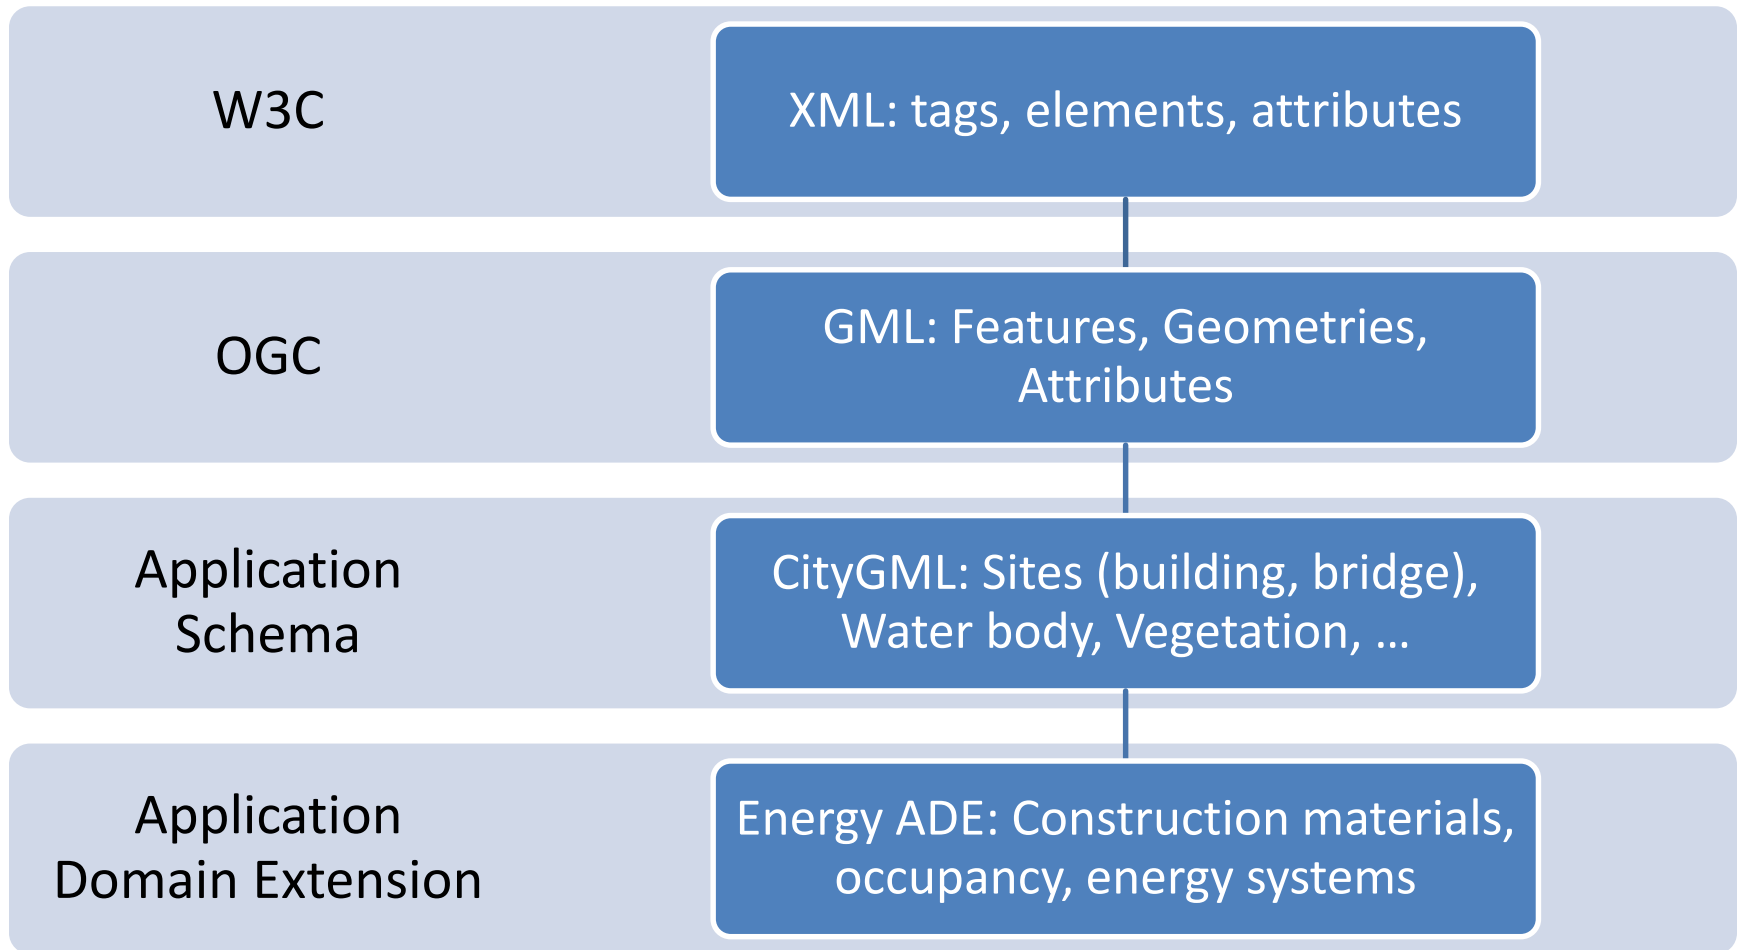 W3C
XML: tags, elements, attributes
OGC
GML: Features, Geometries,
Attributes
Application
Schema
CityGML: Sites (building, bridge),
Water body, Vegetation, ...
Application
Domain Extension
Energy ADE: Construction materials,
occupancy, energy systems